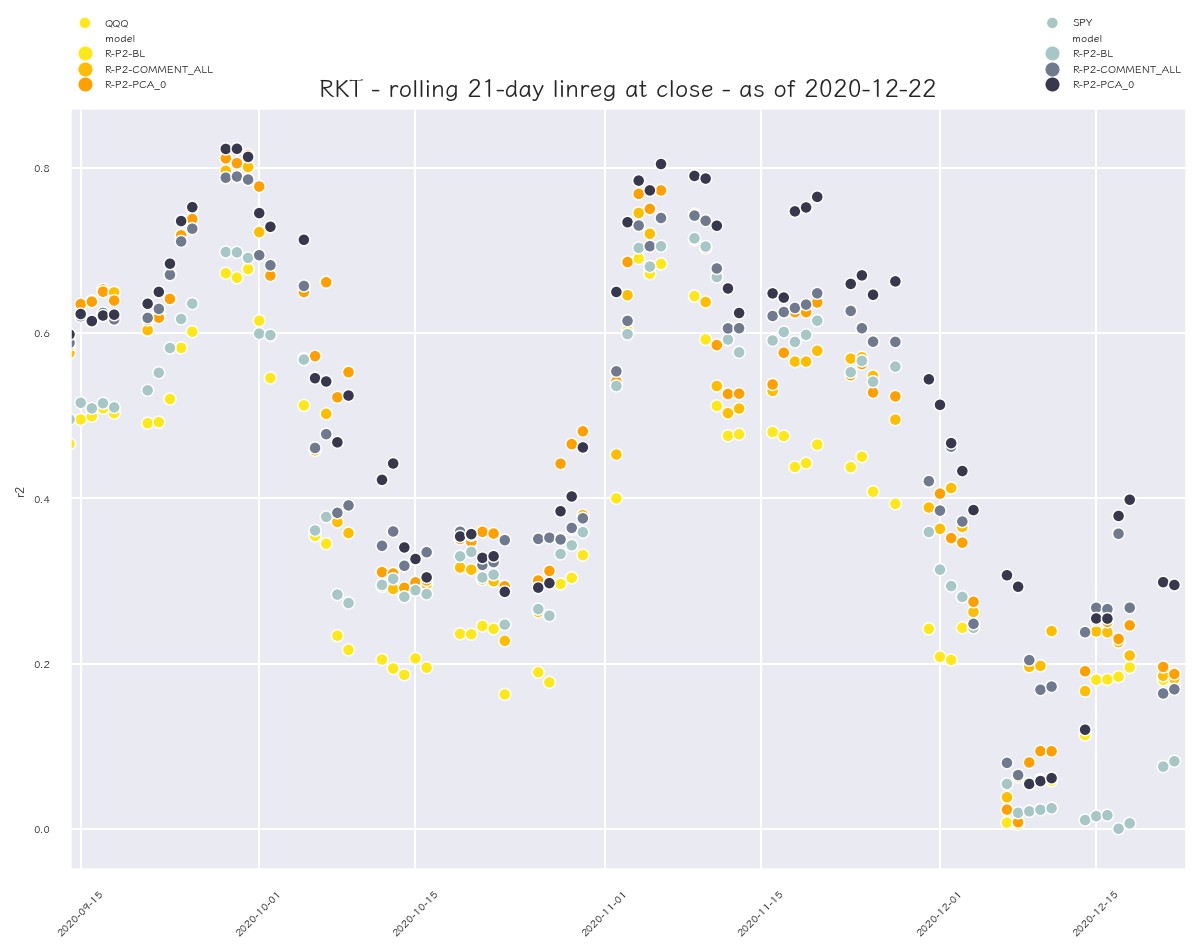 QQQ
model
R-P2-BL
R-P2-COMMENT_ALL
R-P2-PCA_0
SPY
model
R-P2-BL
R-P2-COMMENT_ALL
R-P2-PCA_0
RKT - rolling 21-day linreg at close - as of 2020-12-22
r2
0.8
0.6
0.4
0.2
0.0
2020-09-15
2020-10-01
2020-10-15
2020-11-01
2020-11-15
2020-12-01
2020-12-15